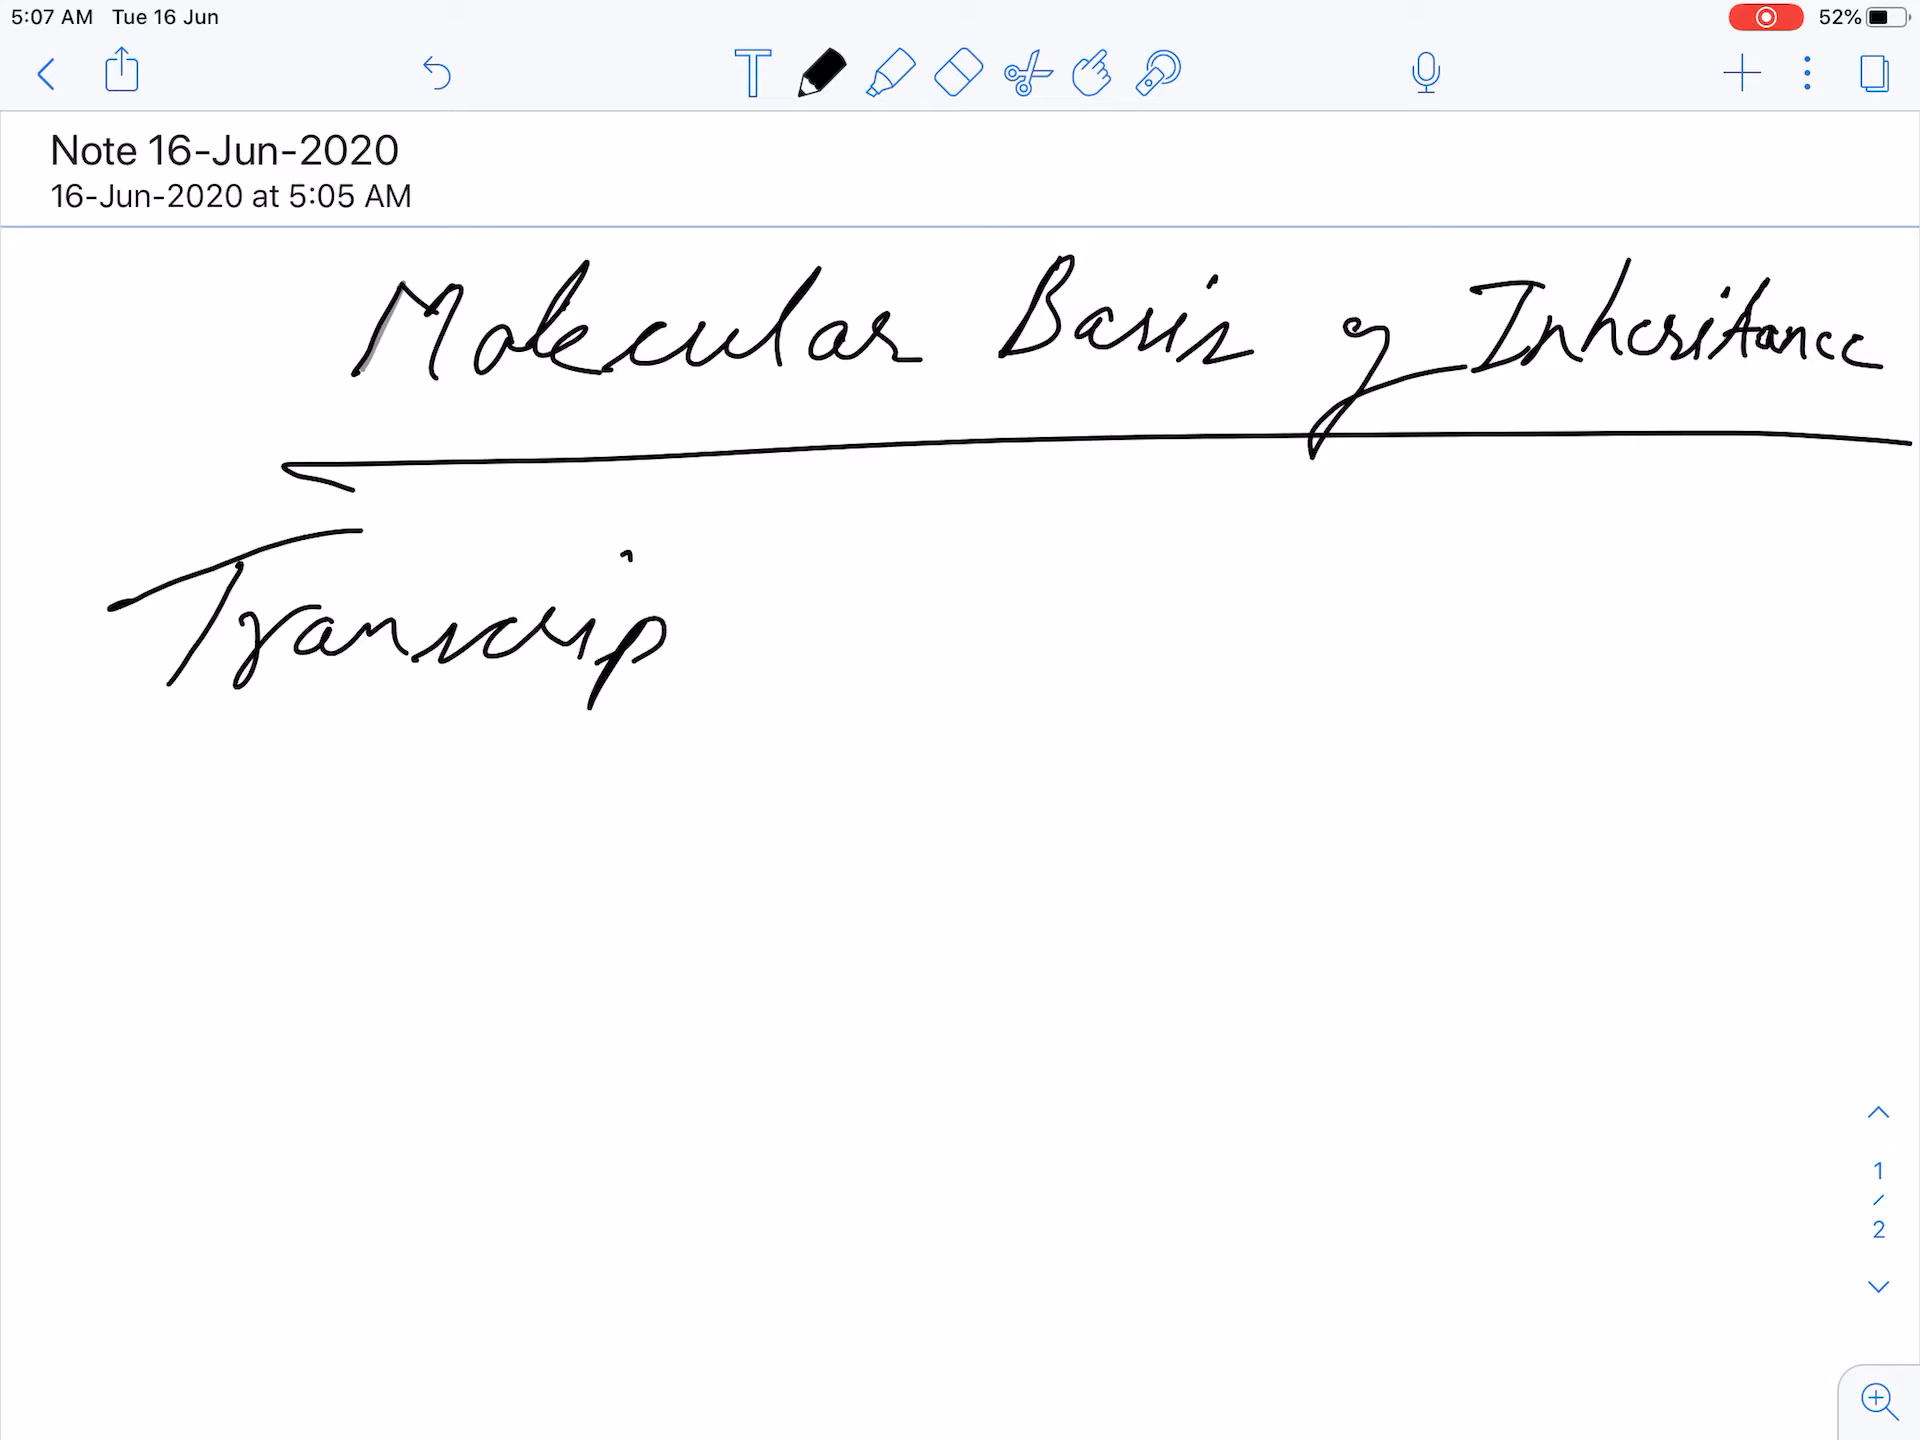 5:07 AM Tue 16 Jun 52%
T
Note 16-Jun-2020
16-Jun-2020 at 5:05 AM
Molecular Basis of Inheritance
Transcrip
1
/
2